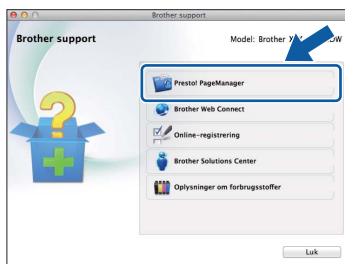 Brother support
Brother support
Model: Brother
Presto! PageManager
Brother Web Connect
Online-registrering
Brother Solutions Center
Oplysninger om forbrugsstoffer
Luk